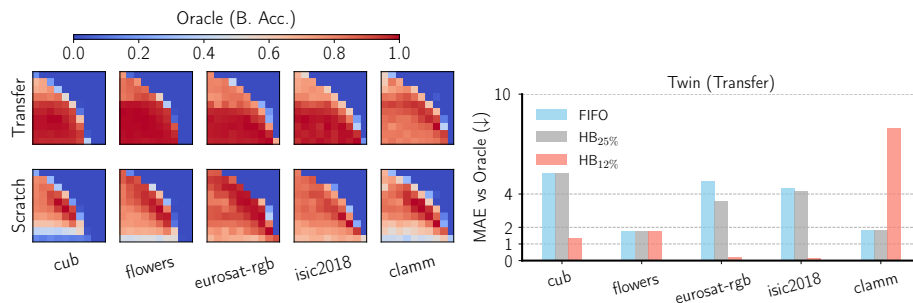 Oracle (B. Acc.)
0.0 0.2 0.4 0.6 0.8 1.0
Transfer
Scratch
cub flowers eurosat-rgb isic2018 clamm
Twin (Transfer)
MAE vs Oracle (↓)
10
4
2
1
0
FIFO
HB25%
HB12%
cub flowers eurosat-rgb isic2018 clamm